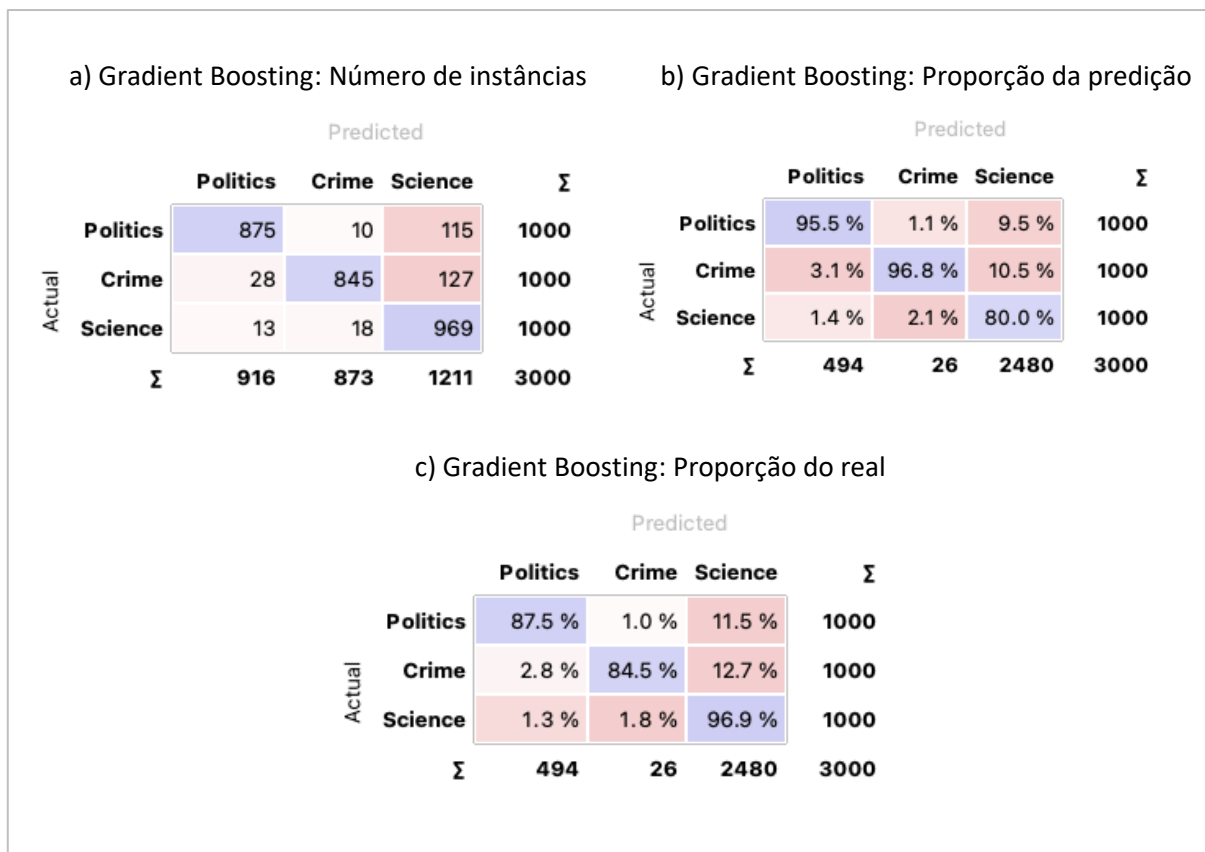 a) Gradient Boosting: Número de instâncias
Predicted
Politics Crime Science Σ
Politics 875 10 115 1000
Crime 28 845 127 1000
Science 13 18 969 1000
Σ 916 873 1211 3000
Actual
b) Gradient Boosting: Proporção da predição
Predicted
Politics Crime Science Σ
Politics 95.5 % 1.1 % 9.5 % 1000
Crime 3.1 % 96.8 % 10.5 % 1000
Science 1.4 % 2.1 % 80.0 % 1000
Σ 494 26 2480 3000
Actual
c) Gradient Boosting: Proporção do real
Predicted
Politics Crime Science Σ
Politics 87.5 % 1.0 % 11.5 % 1000
Crime 2.8 % 84.5 % 12.7 % 1000
Science 1.3 % 1.8 % 96.9 % 1000
Σ 494 26 2480 3000
Actual